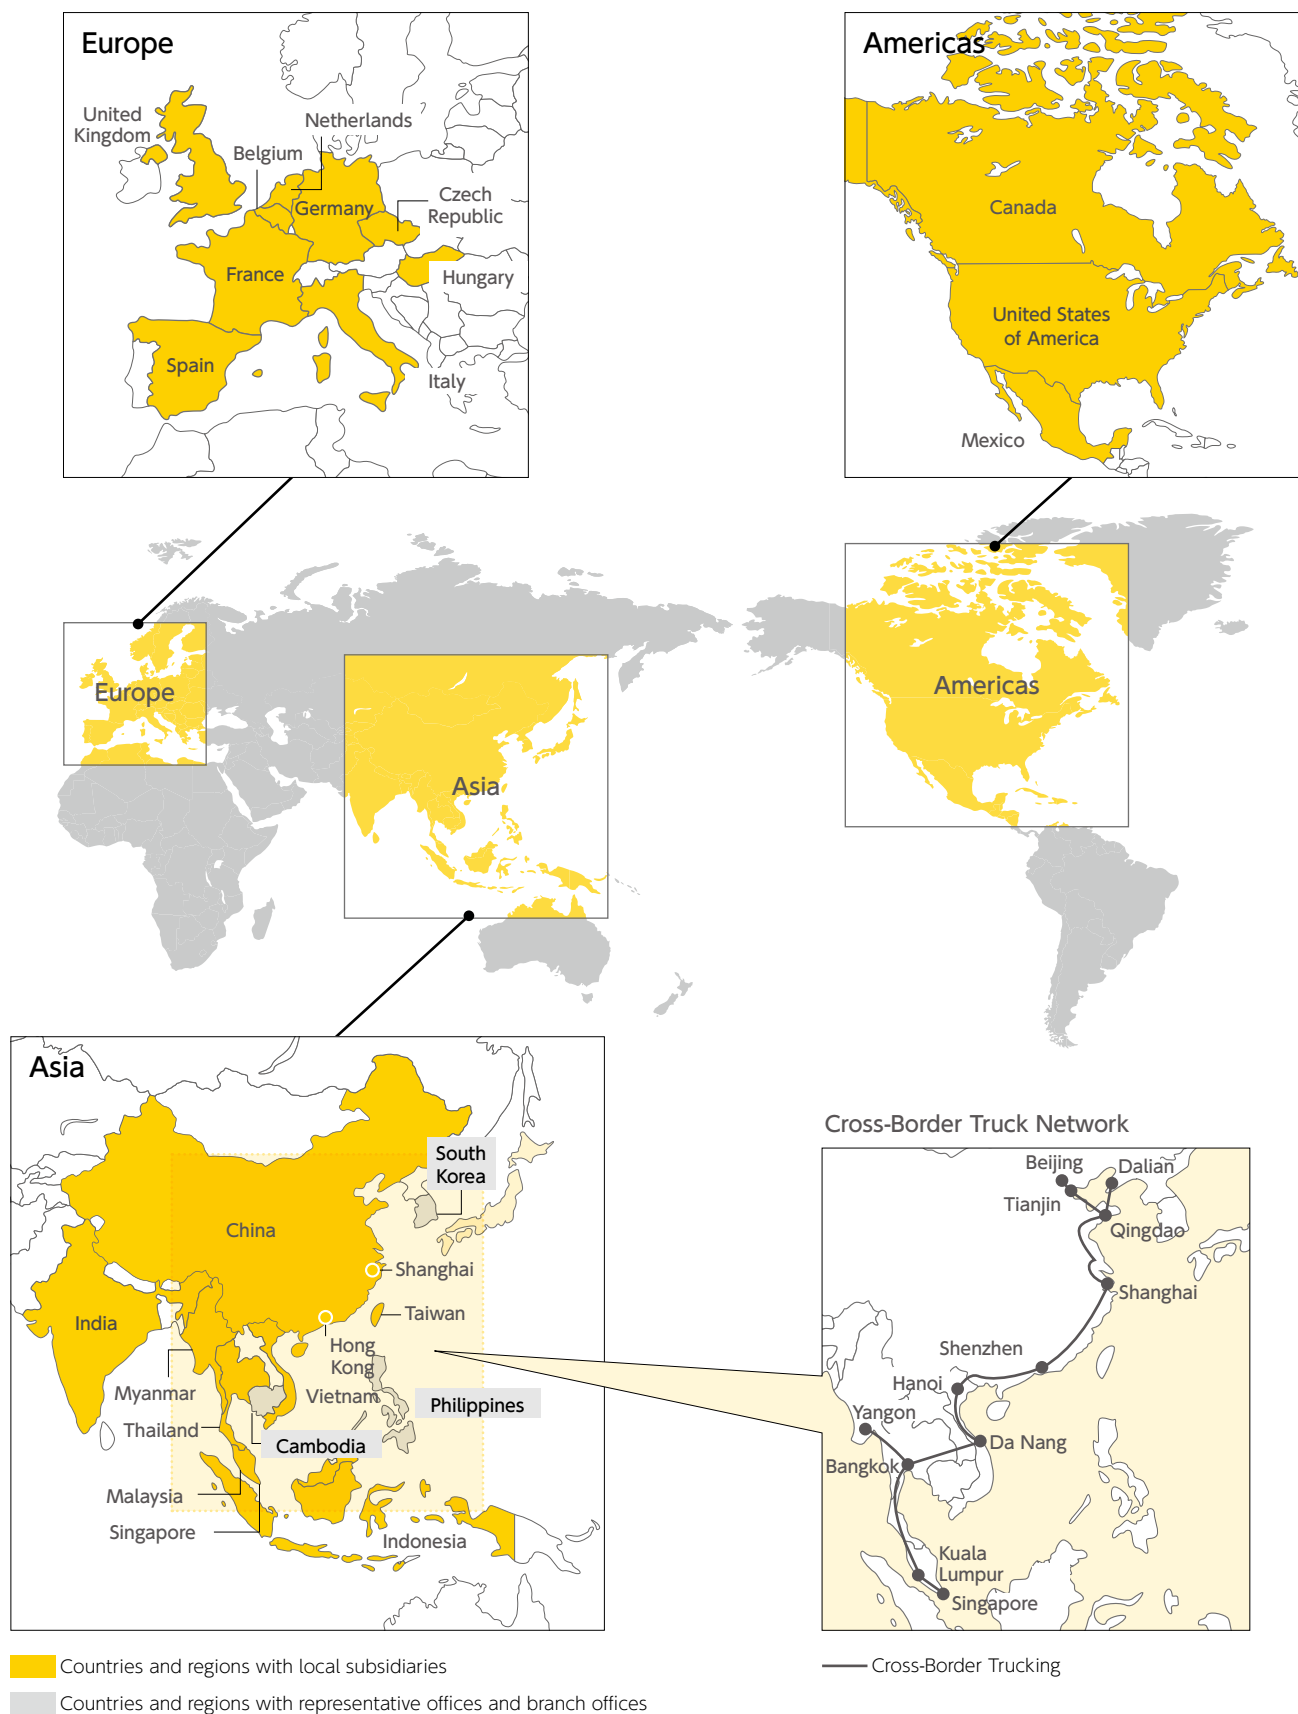 Europe
United
Kingdom
Netherlands
Belgium
Czech
Republic
Germany
France
Hungary
Spain
Italy
Americas
Canada
United States
of America
Mexico
Europe
Americas
Asia
Asia
South
Korea
China
Shanghai
India
Taiwan
Hong
Kong
Myanmar
Vietnam
Philippines
Thailand
Cambodia
Malaysia
Singapore
Indonesia
Cross-Border Truck Network
Beijing
Dalian
Tianjin
Qingdao
Shanghai
Shenzhen
Hanoi
Yangon
Da Nang
Bangkok
Kuala
Lumpur
Singapore
Countries and regions with local subsidiaries
Countries and regions with representative offices and branch offices
Cross-Border Trucking